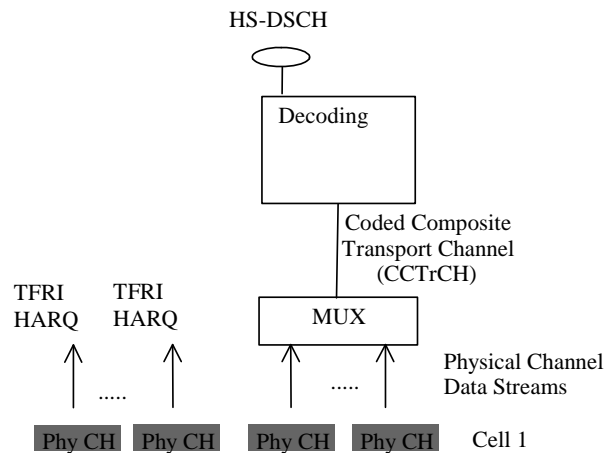 HS-DSCH
Decoding
Coded Composite
Transport Channel
(CCTrCH)
TFRI
HARQ
TFRI
HARQ
MUX
Physical Channel
Data Streams
.....
.....
Phy CH
Phy CH
Phy CH
Phy CH
Cell 1